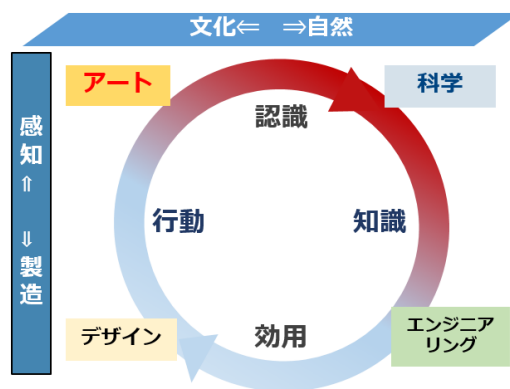 文化⇐ ⇒自然
アート
科学
認識
感知⇑ ⇓製造
行動
知識
デザイン
効用
エンジニア
リング